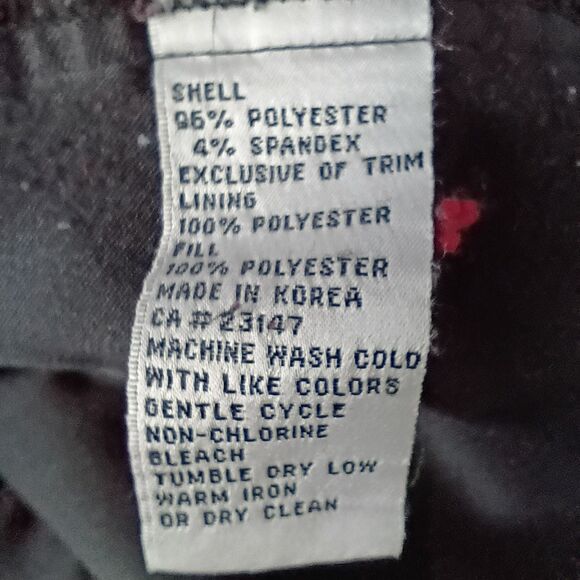 SHELL
96% POLYESTER
4% SPANDEX
EXCLUSIVE OF TRIM
LINING
100% POLYESTER
FILL
100% POLYESTER
MADE IN KOREA
CA # 23147
MACHINE WASH COLD
WITH LIKE COLORS
GENTLE CYCLE
NON-CHLORINE
BLEACH
TUMBLE DRY LOW
WARM IRON
OR DRY CLEAN